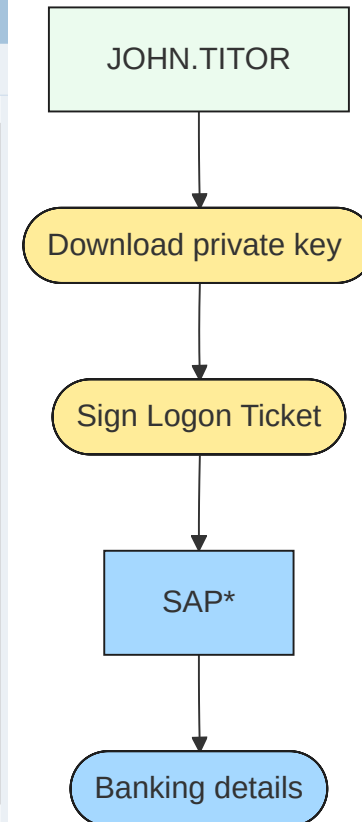 JOHN.TITOR
Download private key
Sign Logon Ticket
SAP*
Banking details